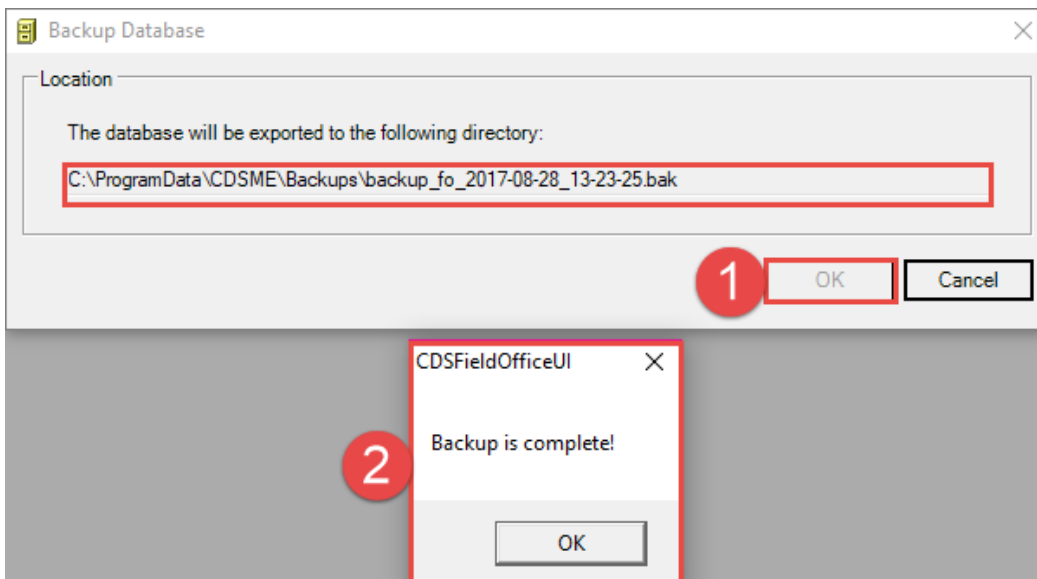 Backup Database
Location
The database will be exported to the following directory:
C:\ProgramData\CDSME\Backups\backup_fo_2017-08-28_13-23-25.bak
1
OK
Cancel
CDSFieldOfficeUI
Backup is complete!
2
OK